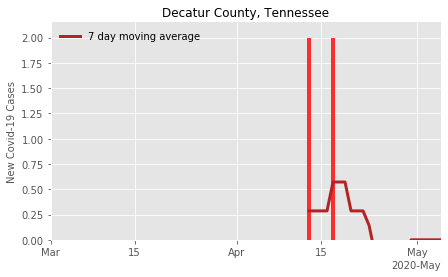 Decatur County, Tennessee
7 day moving average
New Covid-19 Cases
2.00
1.75
1.50
1.25
1.00
0.75
0.50
0.25
0.00
Mar
15
Apr
15
May
2020-May